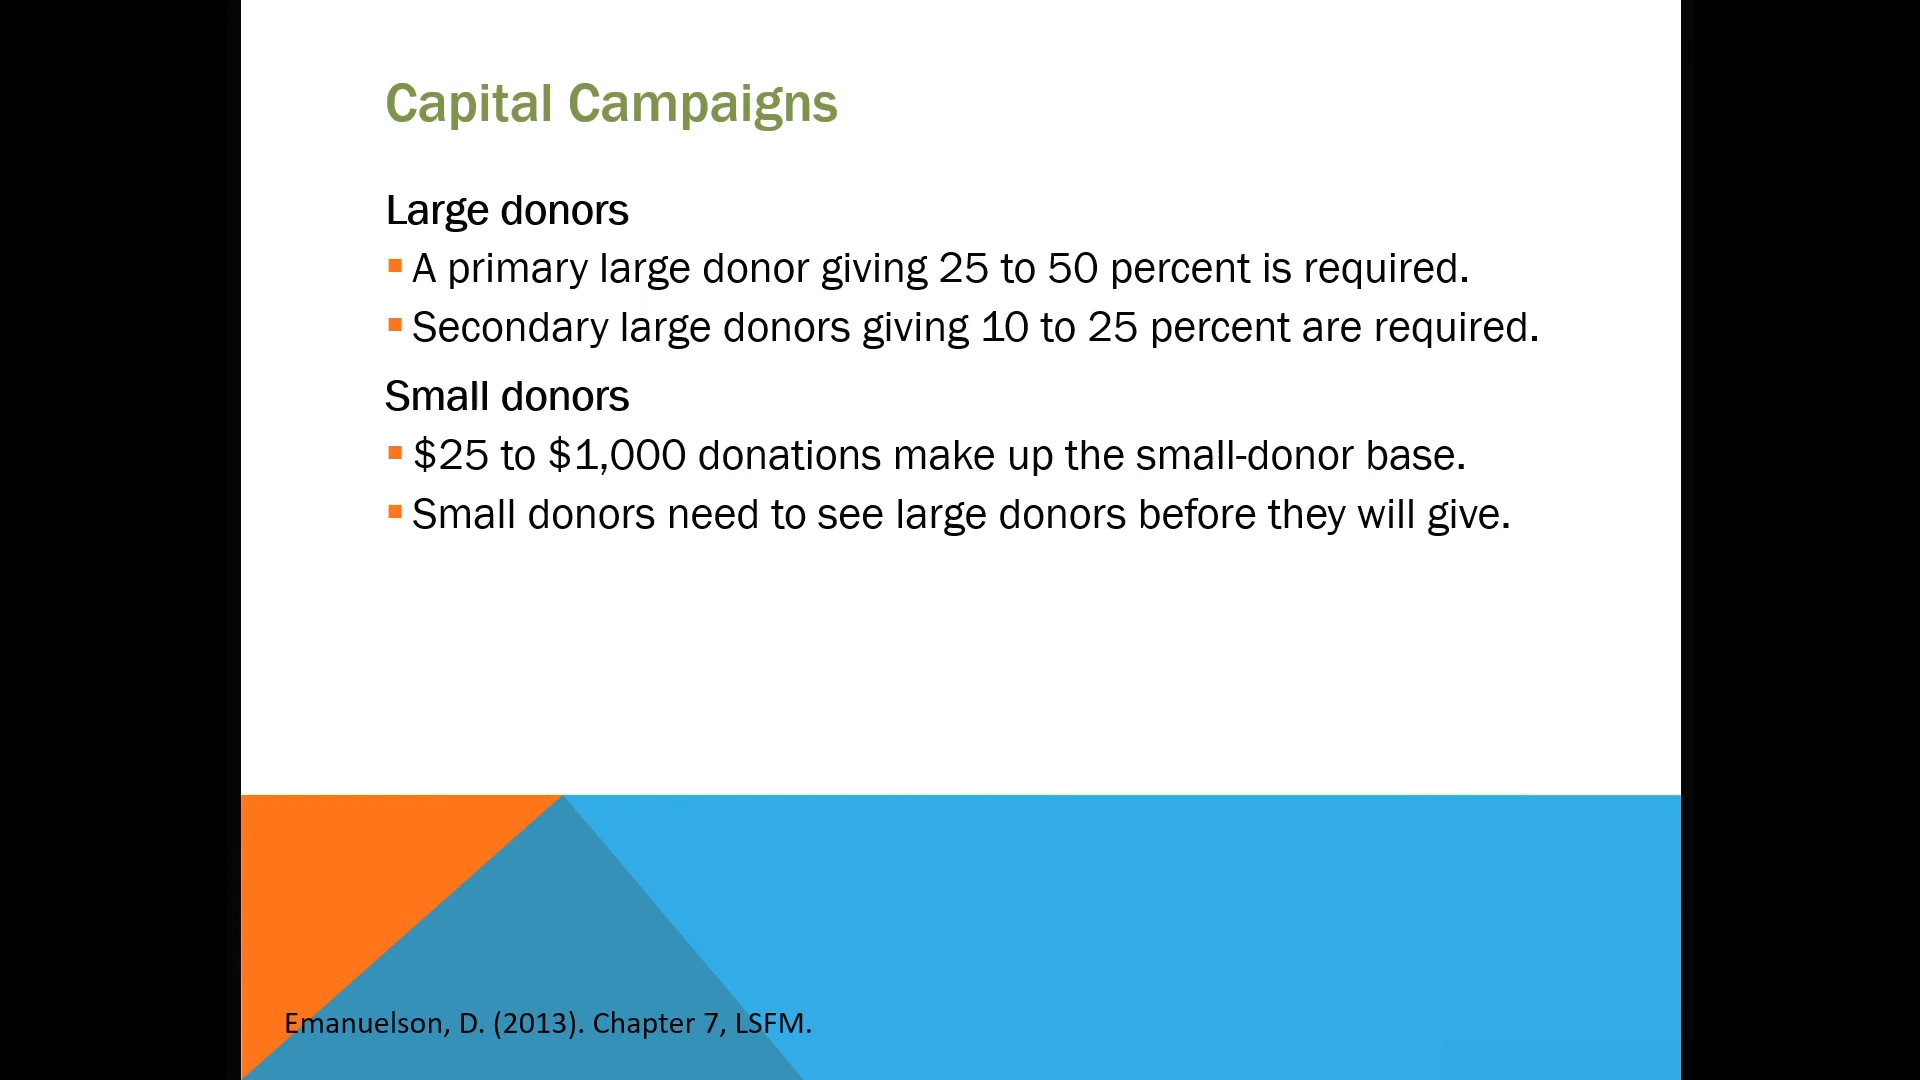 Capital Campaigns
Large donors
▪ A primary large donor giving 25 to 50 percent is required.
▪ Secondary large donors giving 10 to 25 percent are required.
Small donors
▪ $25 to $1,000 donations make up the small-donor base.
▪ Small donors need to see large donors before they will give.
Emanuelson, D. (2013). Chapter 7, LSFM.